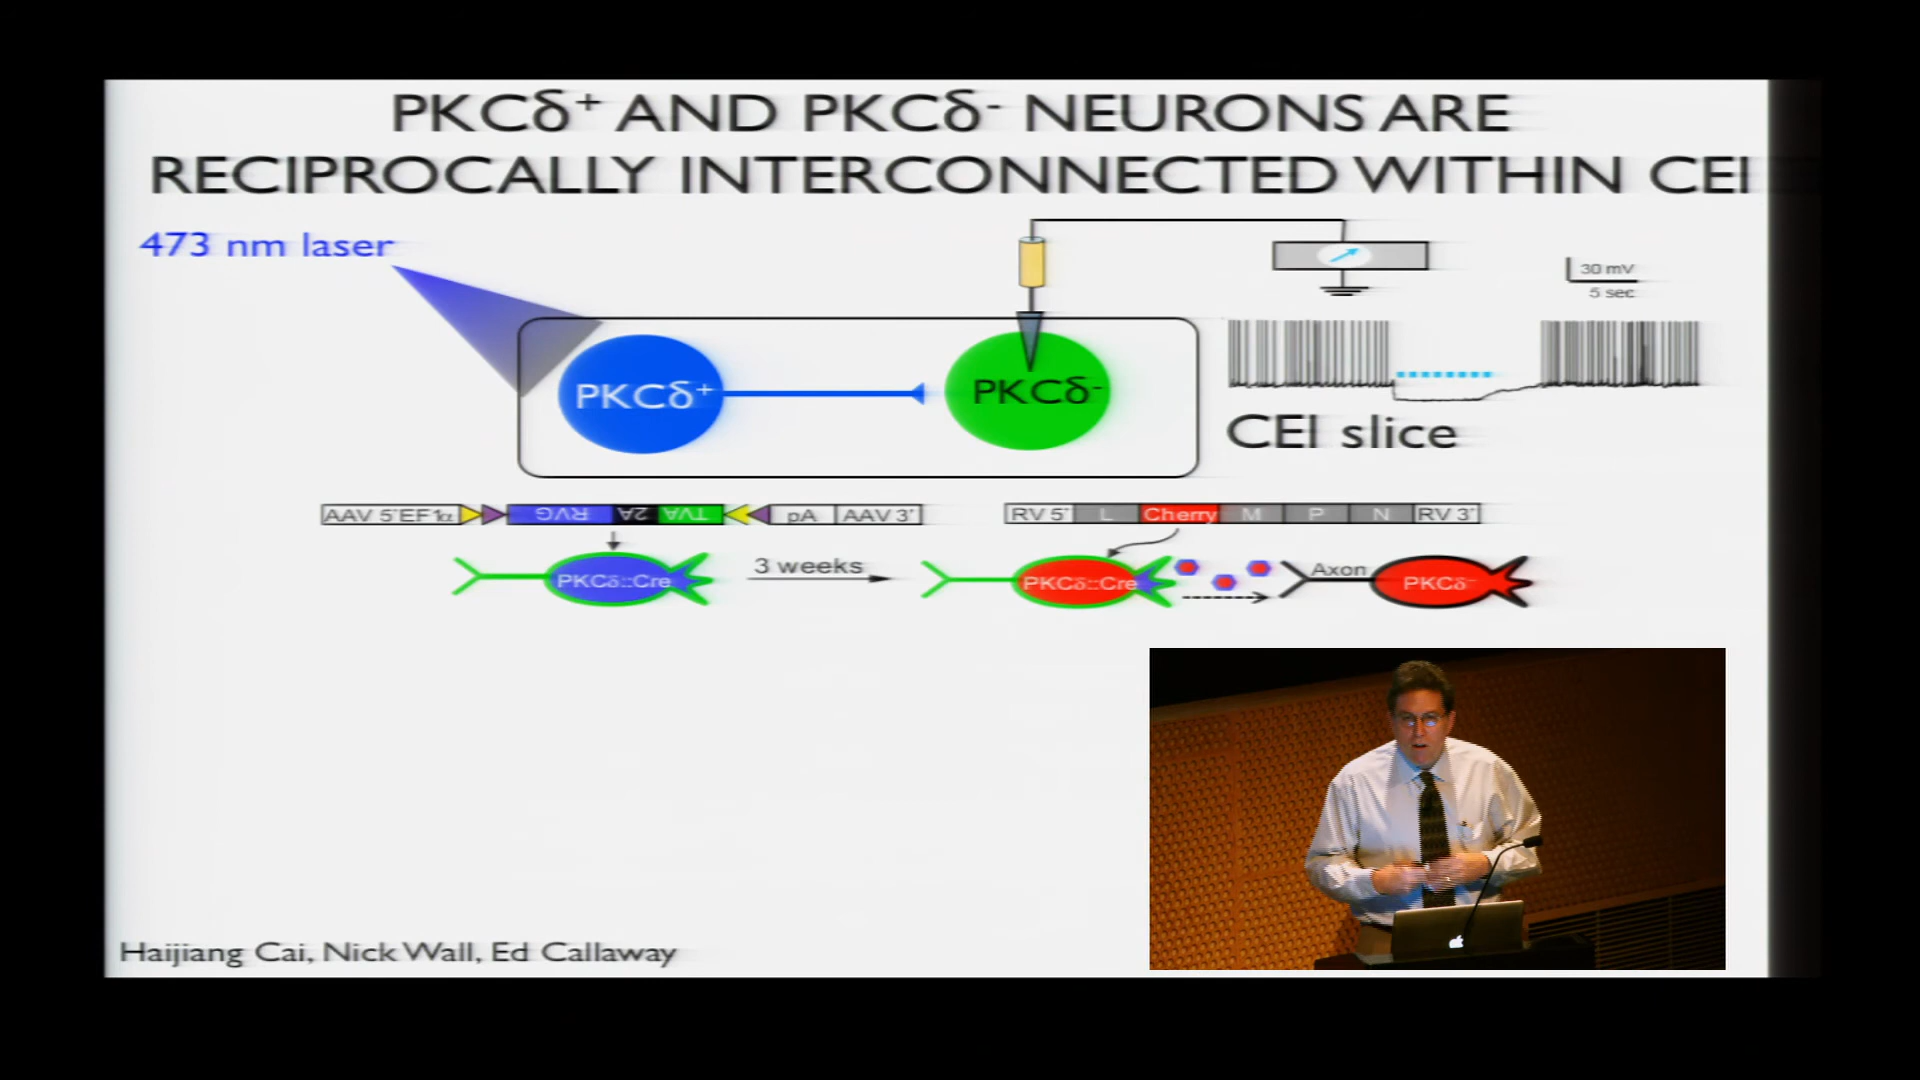 PKCδ⁺ AND PKCδ⁻ NEURONS ARE
RECIPROCALLY INTERCONNECTED WITHIN CEl
473 nm laser
30 mV
5 sec
PKCδ⁺
PKCδ⁻
CEl slice
AAV 5' EF1α RVG 2A TVA pA AAV 3'
RV 5' L Cherry M P N RV 3'
PKCδ::Cre
3 weeks
PKCδ::Cre
Axon
PKCδ⁻
Haijiang Cai, Nick Wall, Ed Callaway